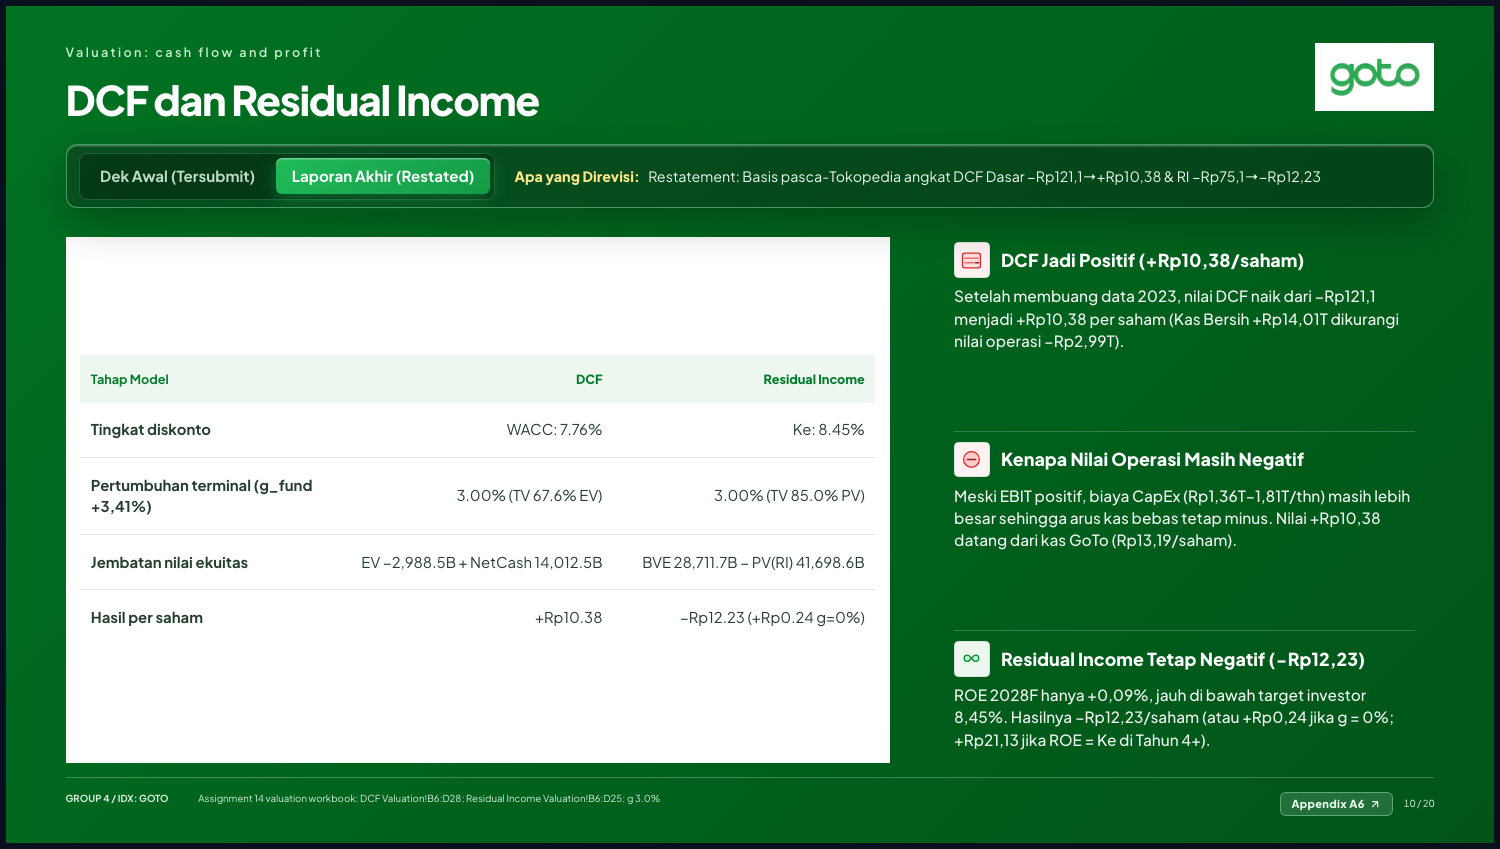 Valuation: cash flow and profit
DCF dan Residual Income
goto
Dek Awal (Tersubmit)
Laporan Akhir (Restated)
Apa yang Direvisi: Restatement: Basis pasca-Tokopedia angkat DCF Dasar −Rp121,1→+Rp10,38 & RI −Rp75,1→−Rp12,23
Tahap Model DCF Residual Income
Tingkat diskonto WACC: 7.76% Ke: 8.45%
Pertumbuhan terminal (g_fund
+3,41%) 3.00% (TV 67.6% EV) 3.00% (TV 85.0% PV)
Jembatan nilai ekuitas EV −2,988.5B + NetCash 14,012.5B BVE 28,711.7B − PV(RI) 41,698.6B
Hasil per saham +Rp10.38 −Rp12.23 (+Rp0.24 g=0%)
DCF Jadi Positif (+Rp10,38/saham)
Setelah membuang data 2023, nilai DCF naik dari −Rp121,1
menjadi +Rp10,38 per saham (Kas Bersih +Rp14,01T dikurangi
nilai operasi −Rp2,99T).
Kenapa Nilai Operasi Masih Negatif
Meski EBIT positif, biaya CapEx (Rp1,36T–1,81T/thn) masih lebih
besar sehingga arus kas bebas tetap minus. Nilai +Rp10,38
datang dari kas GoTo (Rp13,19/saham).
Residual Income Tetap Negatif (−Rp12,23)
ROE 2028F hanya +0,09%, jauh di bawah target investor
8,45%. Hasilnya −Rp12,23/saham (atau +Rp0,24 jika g = 0%;
+Rp21,13 jika ROE = Ke di Tahun 4+).
GROUP 4 / IDX: GOTO
Assignment 14 valuation workbook: DCF Valuation!B6:D28; Residual Income Valuation!B6:D25; g 3.0%
Appendix A6 ↗
10 / 20